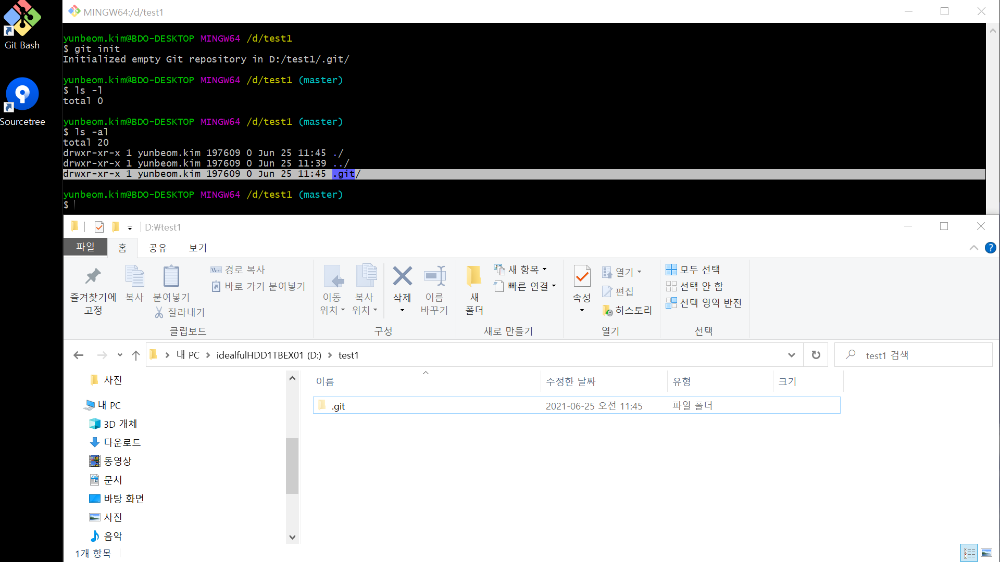 Git Bash
Sourcetree
MINGW64:/d/test1
yunbeom.kim@BDO-DESKTOP MINGW64 /d/test1
$ git init
Initialized empty Git repository in D:/test1/.git/
yunbeom.kim@BDO-DESKTOP MINGW64 /d/test1 (master)
$ ls -l
total 0
yunbeom.kim@BDO-DESKTOP MINGW64 /d/test1 (master)
$ ls -al
total 20
drwxr-xr-x 1 yunbeom.kim 197609 0 Jun 25 11:45 ./
drwxr-xr-x 1 yunbeom.kim 197609 0 Jun 25 11:39 ../
drwxr-xr-x 1 yunbeom.kim 197609 0 Jun 25 11:45 .git/
yunbeom.kim@BDO-DESKTOP MINGW64 /d/test1 (master)
$
D:₩test1
파일 홈 공유 보기
즐겨찾기에 고정
복사
붙여넣기
경로 복사
바로 가기 붙여넣기
잘라내기
클립보드
이동 위치
복사 위치
삭제
이름 바꾸기
구성
새 폴더
새 항목
빠른 연결
새로 만들기
속성
열기
편집
히스토리
열기
모두 선택
선택 안 함
선택 영역 반전
선택
내 PC > idealfulHDD1TBEX01 (D:) > test1
test1 검색
사진
내 PC
3D 개체
다운로드
동영상
문서
바탕 화면
사진
음악
이름 수정한 날짜 유형 크기
.git 2021-06-25 오전 11:45 파일 폴더
1개 항목